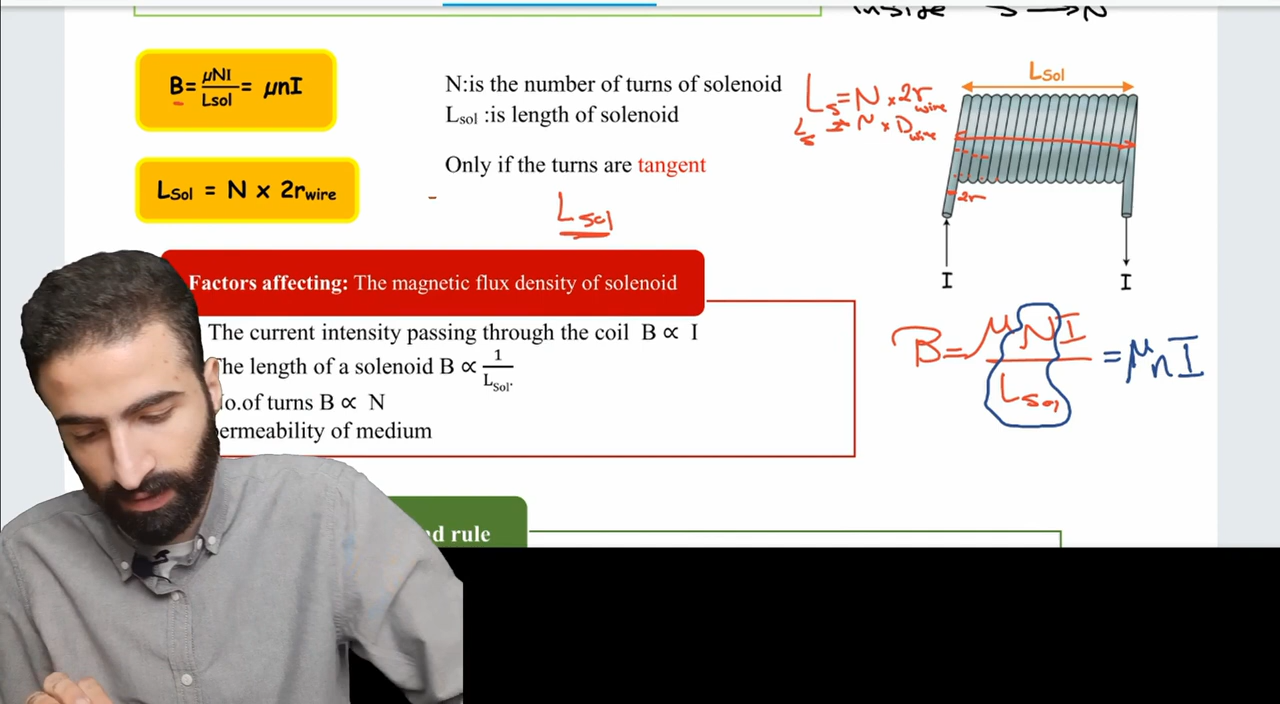 inside S → N
B= μNI/Lsol = μnI
N:is the number of turns of solenoid
Lsol :is length of solenoid
Ls=N×2rwire
Ls = N × Dwire
LSol
Only if the turns are tangent
LSol = N x 2rwire
Lsol
2r
I
I
Factors affecting: The magnetic flux density of solenoid
The current intensity passing through the coil B ∝ I
he length of a solenoid B ∝ 1/LSol.
o.of turns B ∝ N
ermeability of medium
B= μNI/Lsol =μnI
d rule